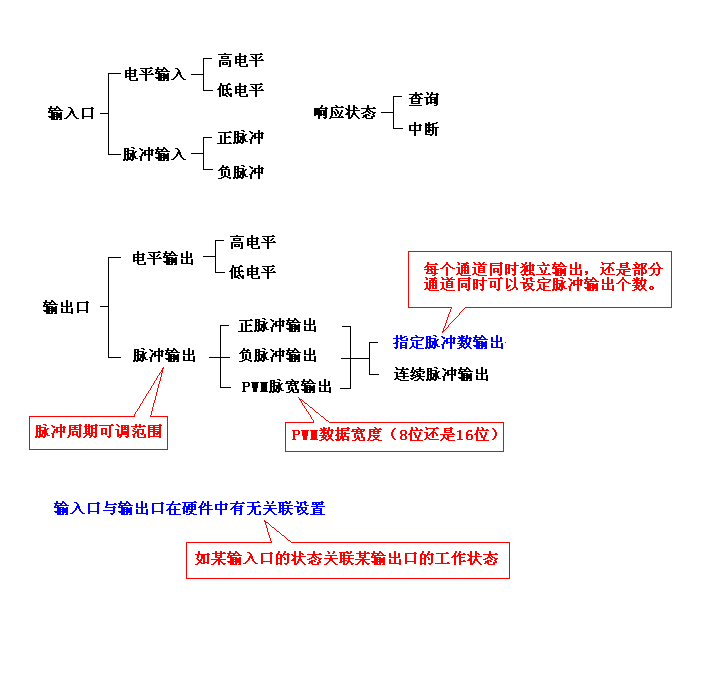 高电平
电平输入
低电平
输入口
正脉冲
脉冲输入
负脉冲
查询
响应状态
中断
高电平
电平输出
低电平
输出口
正脉冲输出
脉冲输出
负脉冲输出
PWM脉宽输出
指定脉冲数输出
连续脉冲输出
每个通道同时独立输出，还是部分
通道同时可以设定脉冲输出个数。
脉冲周期可调范围
PWM数据宽度（8位还是16位）
输入口与输出口在硬件中有无关联设置
如某输入口的状态关联某输出口的工作状态